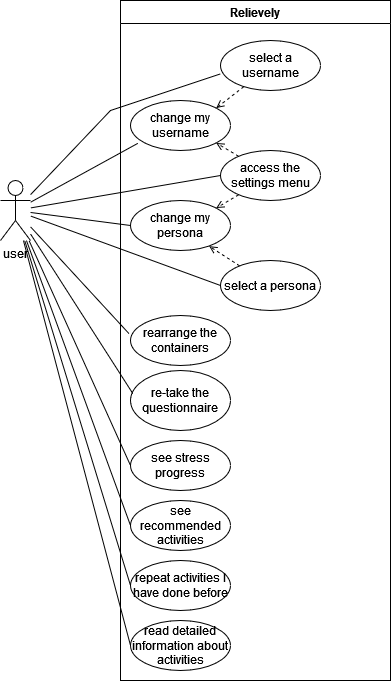 Relievely
select a
username
change my
username
access the
settings menu
change my
persona
user
select a persona
rearrange the
containers
re-take the
questionnaire
see stress
progress
see
recommended
activities
repeat activities I
have done before
read detailed
information about
activities